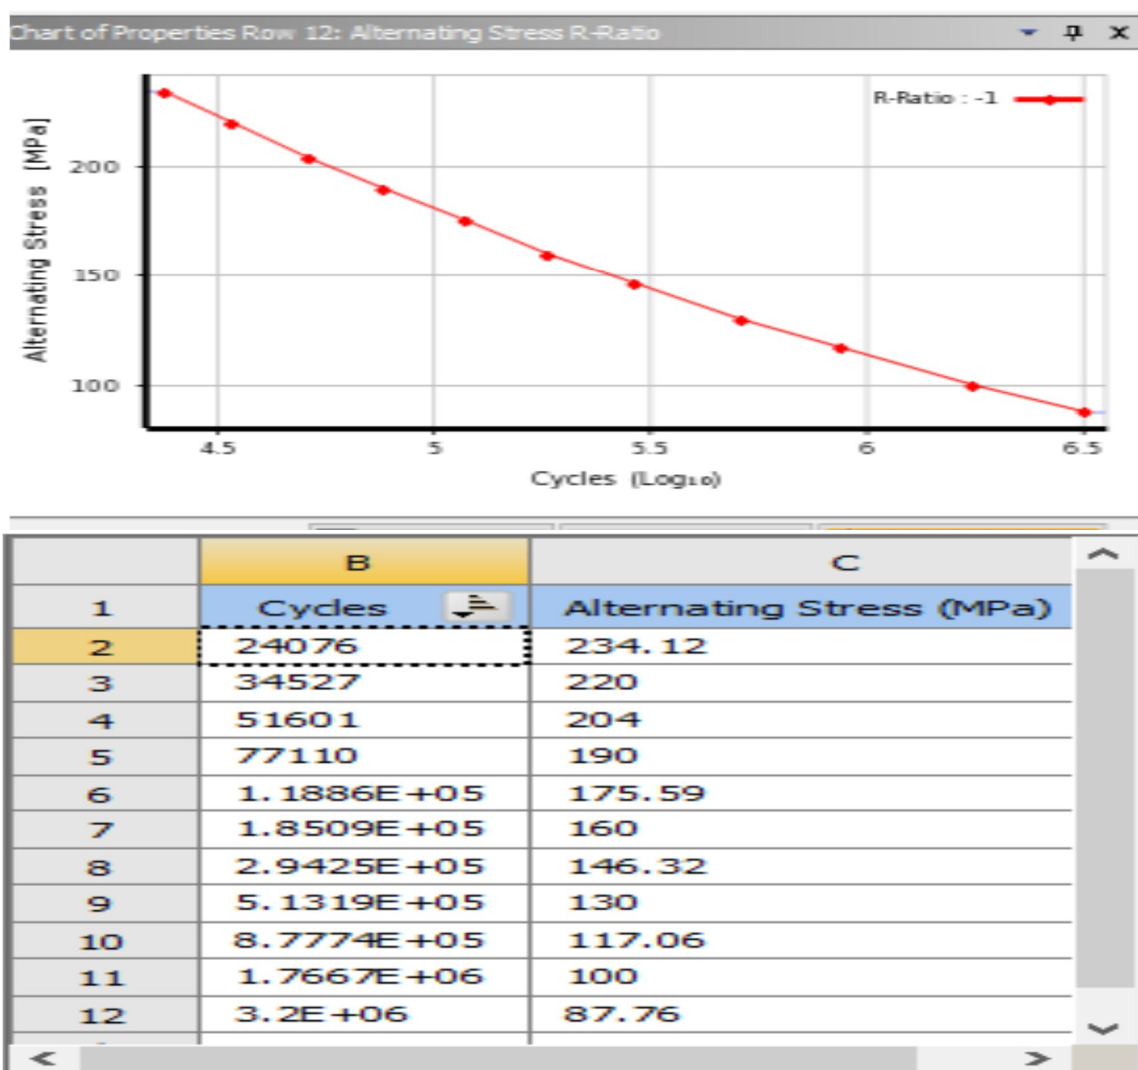 Chart of Properties Row 12: Alternating Stress R-Ratio
R-Ratio : -1
Alternating Stress [MPa]
200
150
100
4.5 5 5.5 6 6.5
Cycles (Log₁₀)
B C
1 Cycles Alternating Stress (MPa)
2 24076 234.12
3 34527 220
4 51601 204
5 77110 190
6 1.1886E+05 175.59
7 1.8509E+05 160
8 2.9425E+05 146.32
9 5.1319E+05 130
10 8.7774E+05 117.06
11 1.7667E+06 100
12 3.2E+06 87.76